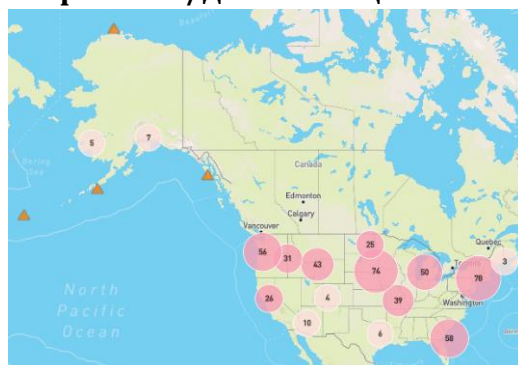 5
7
Bering
Sea
Canada
Edmonton
Calgary
Vancouver
Quebec
56
31
43
25
74
50
78
3
26
4
39
Washington
10
6
58
North
Pacific
Ocean